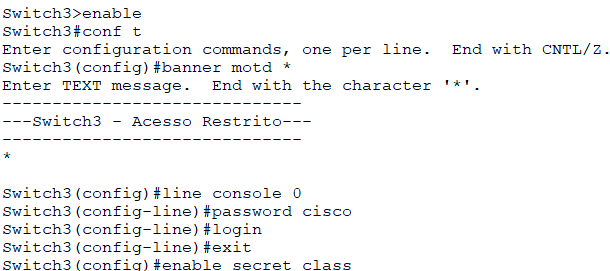 Switch3>enable
Switch3#conf t
Enter configuration commands, one per line.  End with CNTL/Z.
Switch3(config)#banner motd *
Enter TEXT message.  End with the character '*'.
------------------------------
---Switch3 - Acesso Restrito---
------------------------------
*
Switch3(config)#line console 0
Switch3(config-line)#password cisco
Switch3(config-line)#login
Switch3(config-line)#exit
Switch3(config)#enable secret class